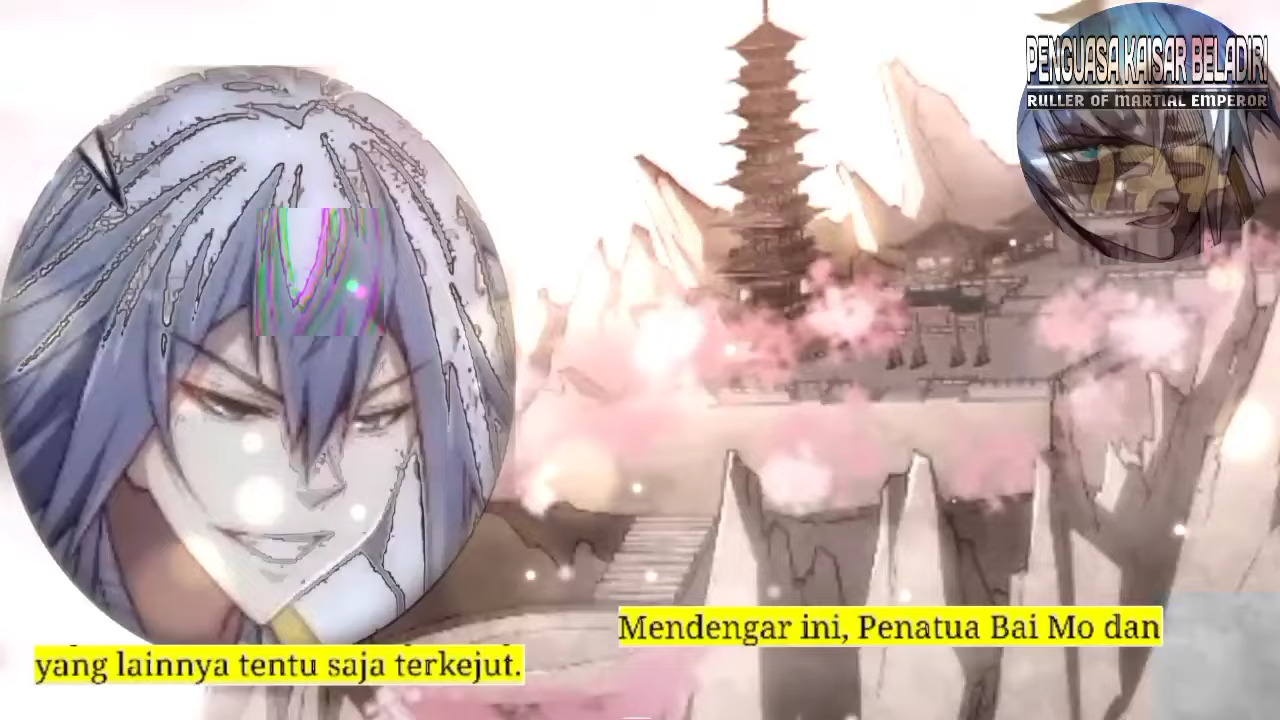 PENGUASA KAISAR BELADIRI
RULLER OF MARTIAL EMPEROR
Mendengar ini, Penatua Bai Mo dan
yang lainnya tentu saja terkejut.